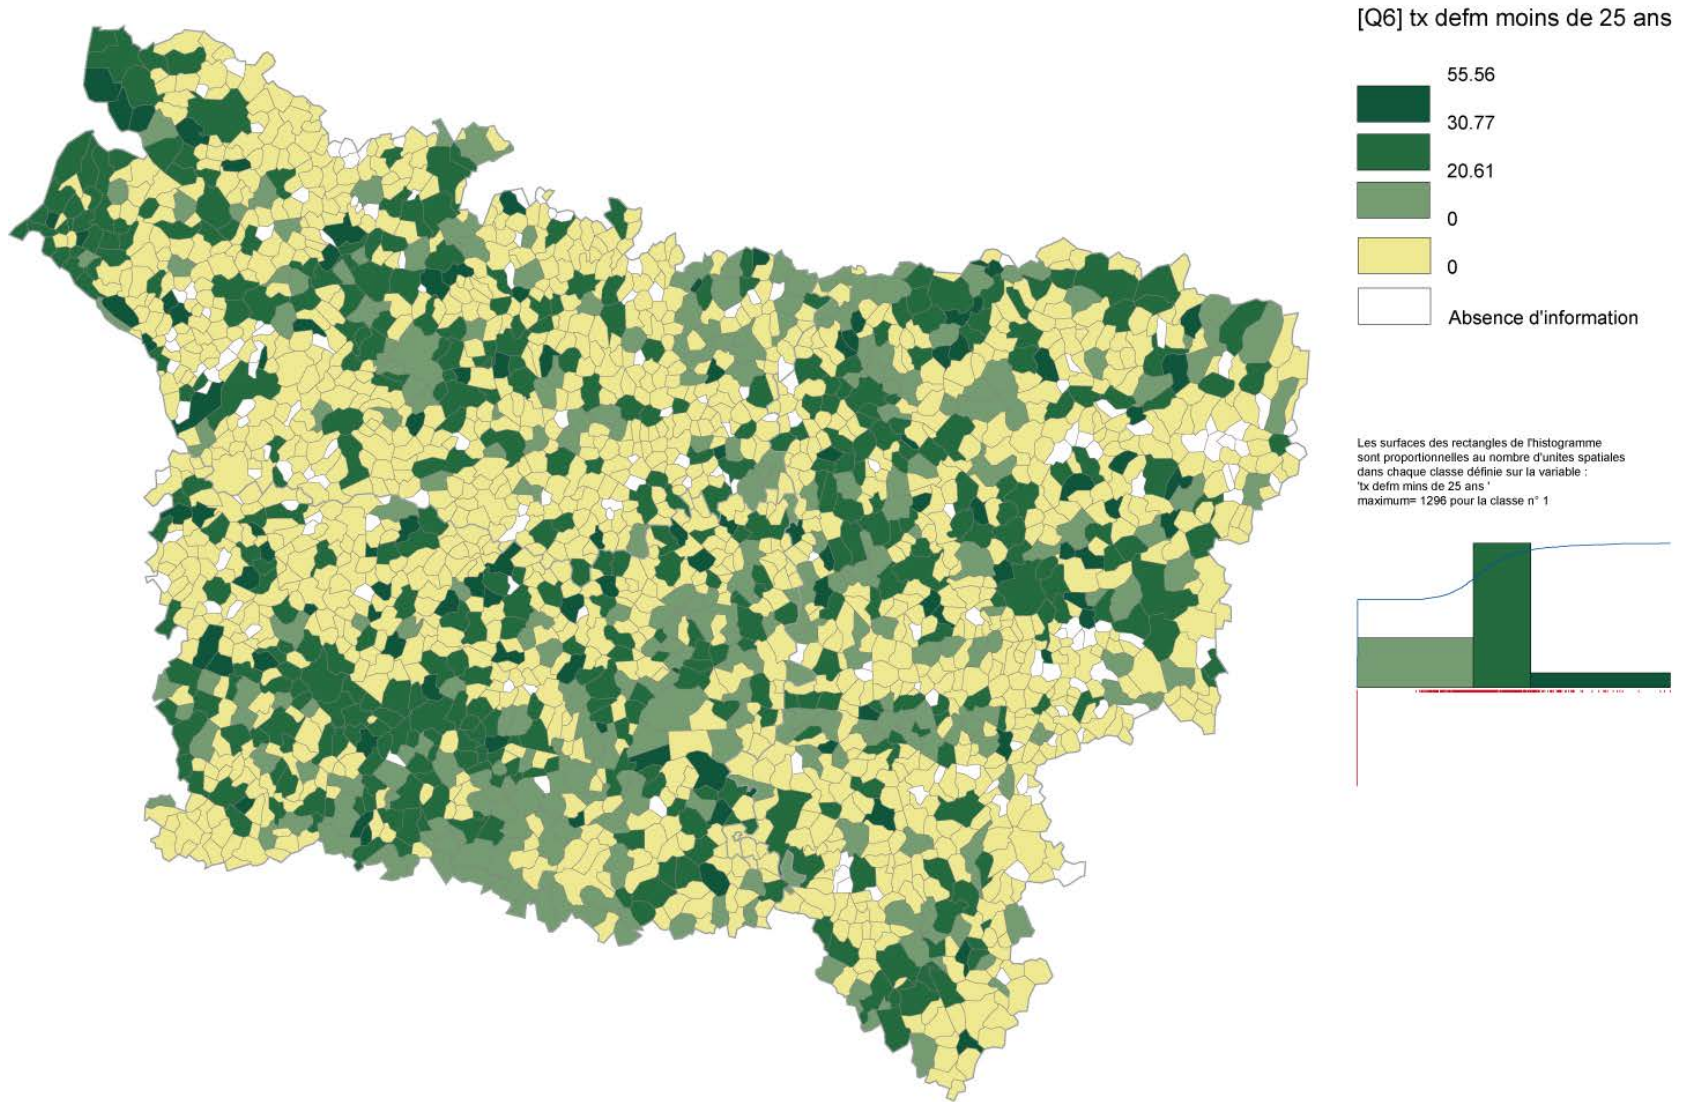 [Q6] tx defm moins de 25 ans
55.56
30.77
20.61
0
0
Absence d'information
Les surfaces des rectangles de l'histogramme
sont proportionnelles au nombre d'unites spatiales
dans chaque classe définie sur la variable :
'tx defm mins de 25 ans '
maximum= 1296 pour la classe n° 1